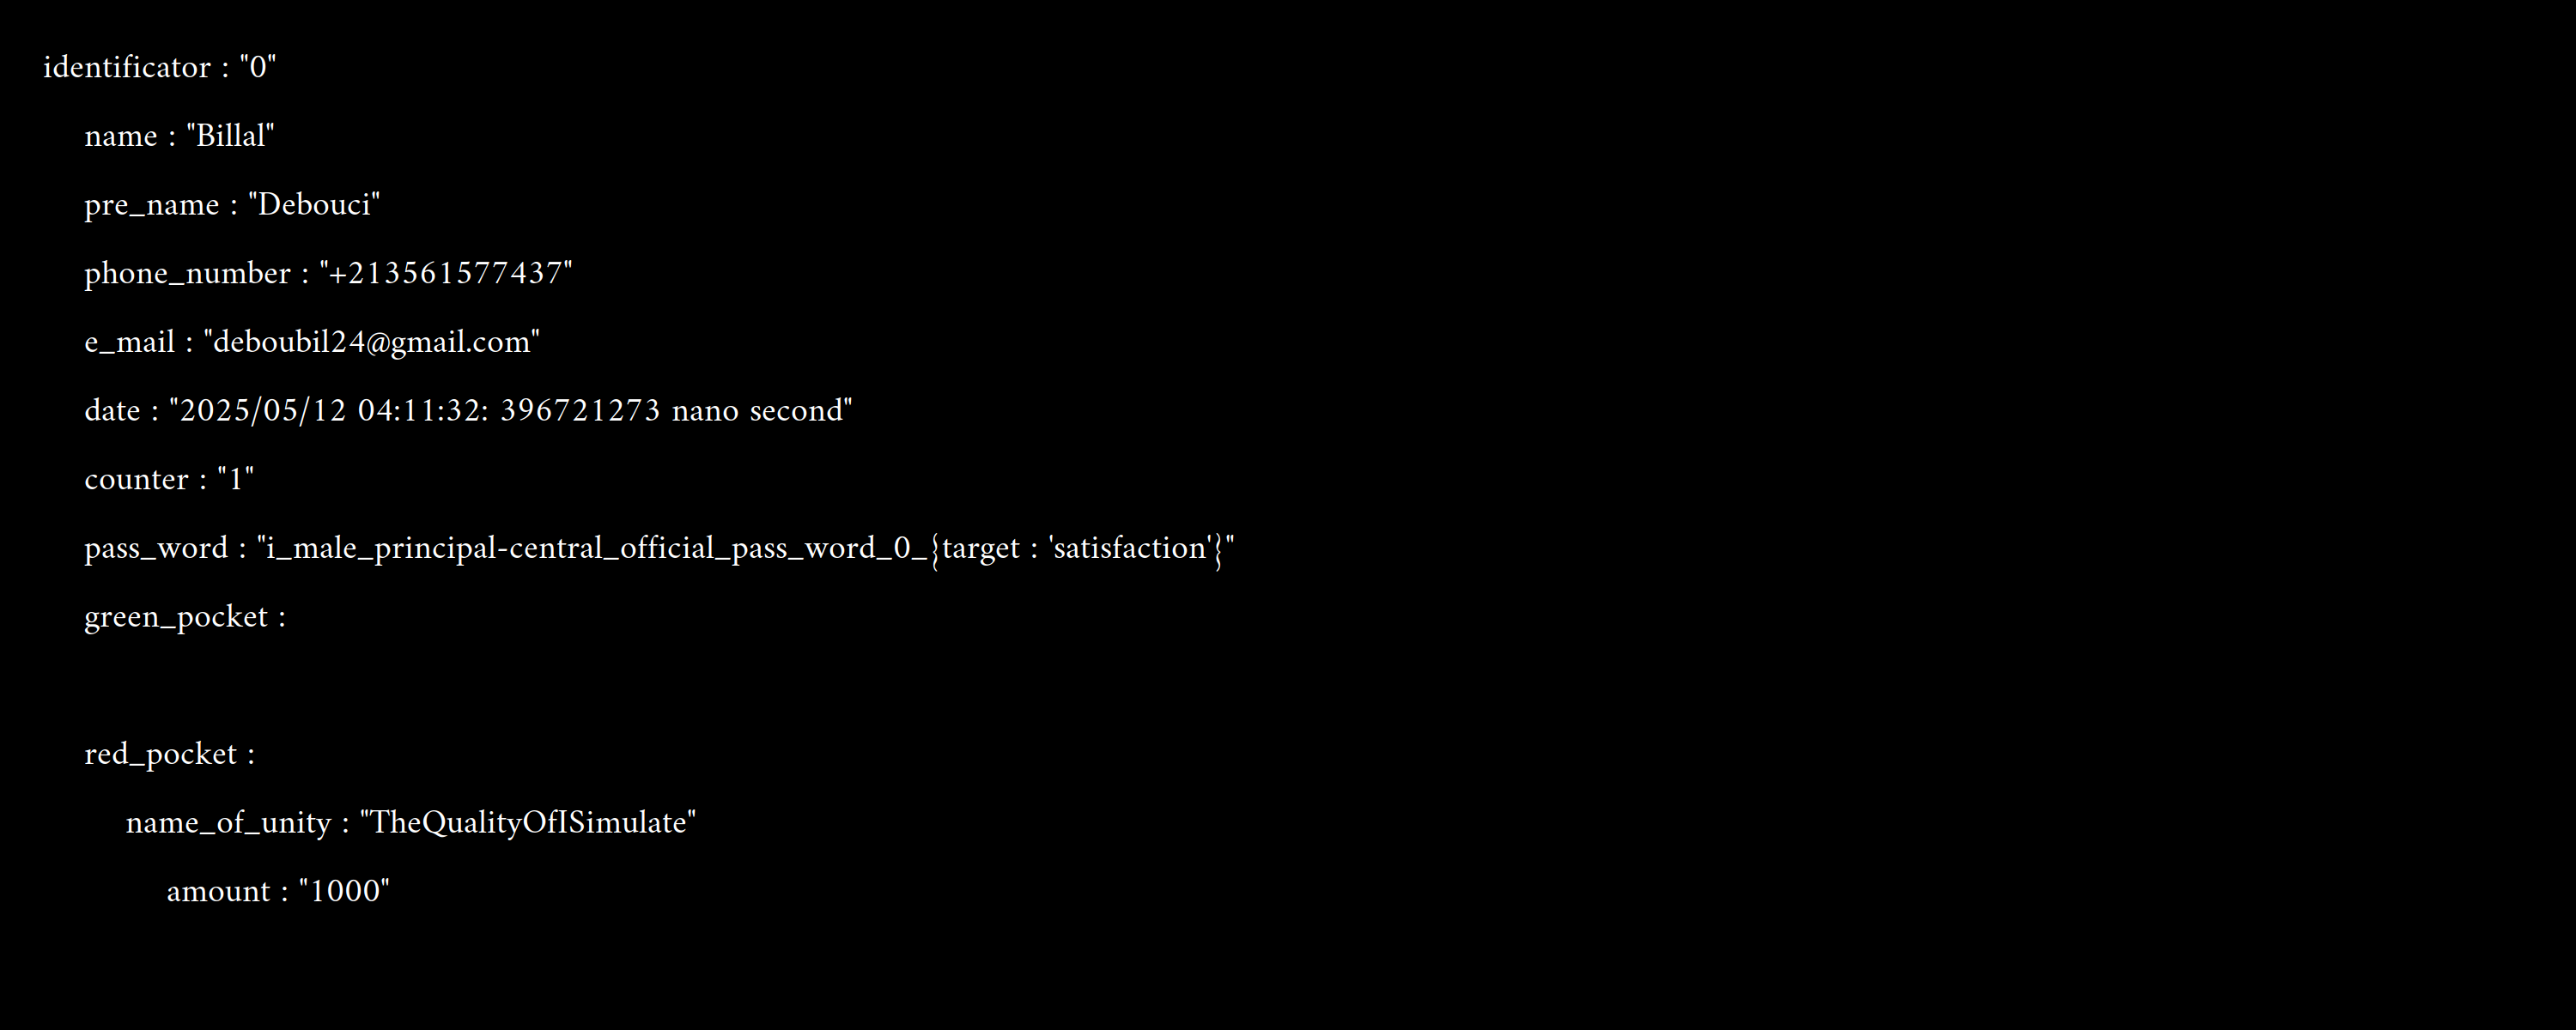 identificator : "0"
name : "Billal"
pre_name : "Debouci"
phone_number : "+213561577437"
e_mail : "deboubil24@gmail.com"
date : "2025/05/12 04:11:32: 396721273 nano second"
counter : "1"
pass_word : "i_male_principal-central_official_pass_word_0_{target : 'satisfaction'}"
green_pocket :
red_pocket :
name_of_unity : "TheQualityOfISimulate"
amount : "1000"